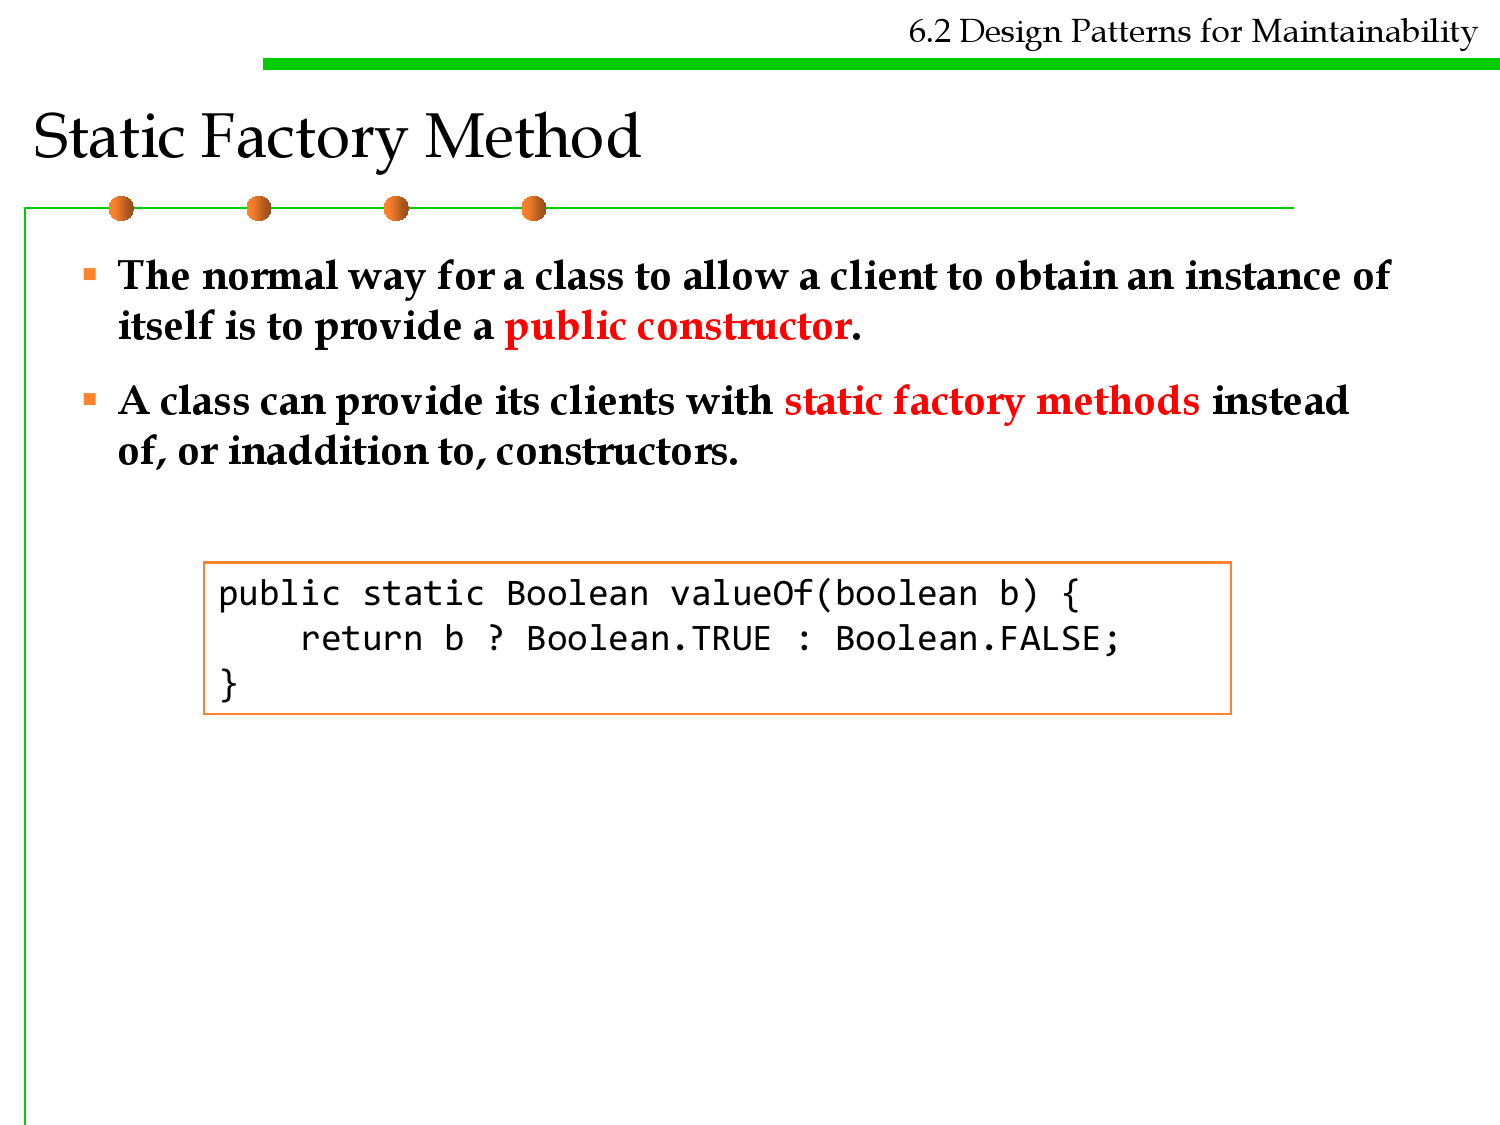 6.2 Design Patterns for Maintainability
Static Factory Method
The normal way for a class to allow a client to obtain an instance of
itself is to provide a public constructor.
A class can provide its clients with static factory methods instead
of, or inaddition to, constructors.
public static Boolean valueOf(boolean b) {
    return b ? Boolean.TRUE : Boolean.FALSE;
}